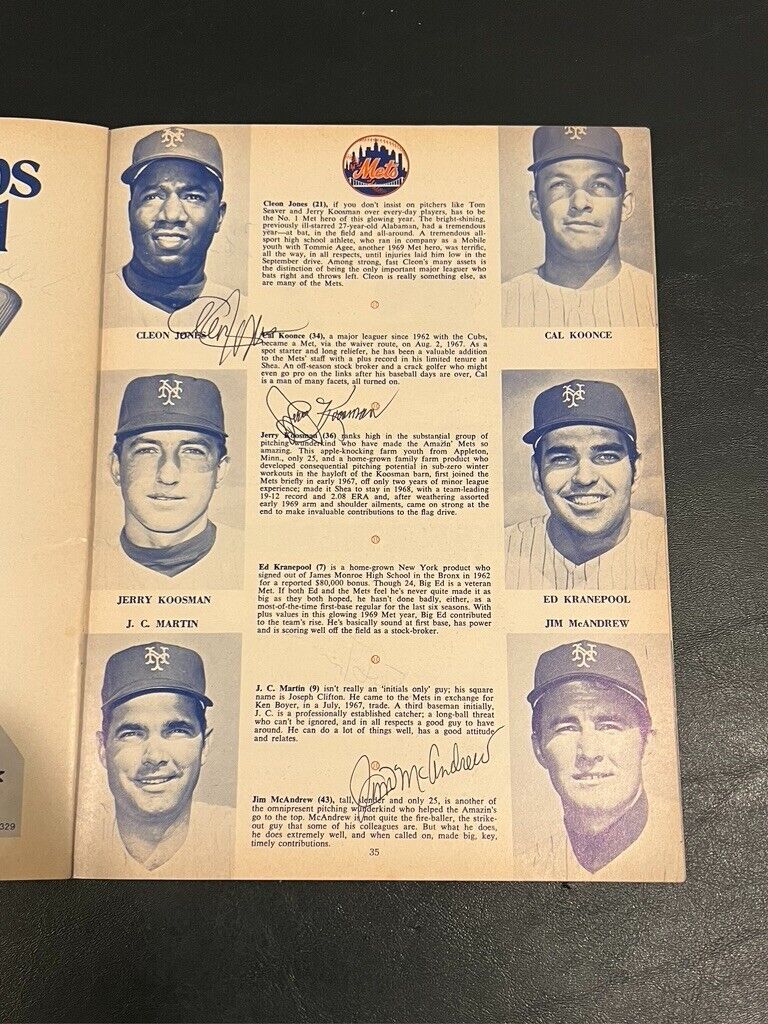 os
1
329
Mets
Cleon Jones (21), if you don't insist on pitchers like Tom
Seaver and Jerry Koosman over every-day players, has to be
the No. 1 Met hero of this glowing year. The bright-shining,
previously ill-starred 27-year-old Alabaman, had a tremendous
year—at bat, in the field and all-around. A tremendous all-
sport high school athlete, who ran in company as a Mobile
youth with Tommie Agee, another 1969 Met hero, was terrific,
all the way, in all respects, until injuries laid him low in the
September drive. Among strong, fast Cleon's many assets is
the distinction of being the only important major leaguer who
bats right and throws left. Cleon is really something else, as
are many of the Mets.
CLEON JONES
Cleon Jones
CAL KOONCE
Cal Koonce (34), a major leaguer since 1962 with the Cubs,
became a Met, via the waiver route, on Aug. 2, 1967. As a
spot starter and long reliefer, he has been a valuable addition
to the Mets' staff with a plus record in his limited tenure at
Shea. An off-season stock broker and a crack golfer who might
even go pro on the links after his baseball days are over, Cal
is a man of many facets, all turned on.
Jerry Koosman
Jerry Koosman (36) ranks high in the substantial group of
pitching wunderkind who have made the Amazin' Mets so
amazing. This apple-knocking farm youth from Appleton,
Minn., only 25, and a home-grown family farm product who
developed consequential pitching potential in sub-zero winter
workouts in the hayloft of the Koosman barn, first joined the
Mets briefly in early 1967, off only two years of minor league
experience; made it Shea to stay in 1968, with a team-leading
19-12 record and 2.08 ERA and, after weathering assorted
early 1969 arm and shoulder ailments, came on strong at the
end to make invaluable contributions to the flag drive.
JERRY KOOSMAN
ED KRANEPOOL
Ed Kranepool (7) is a home-grown New York product who
signed out of James Monroe High School in the Bronx in 1962
for a reported $80,000 bonus. Though 24, Big Ed is a veteran
Met. If both Ed and the Mets feel he's never quite made it as
big as they both hoped, he hasn't done badly, either, as a
most-of-the-time first-base regular for the last six seasons. With
plus values in this glowing 1969 Met year, Big Ed contributed
to the team's rise. He's basically sound at first base, has power
and is scoring well off the field as a stock-broker.
J. C. MARTIN
JIM McANDREW
J. C. Martin (9) isn't really an 'initials only' guy; his square
name is Joseph Clifton. He came to the Mets in exchange for
Ken Boyer, in a July, 1967, trade. A third baseman initially,
J. C. is a professionally established catcher; a long-ball threat
who can't be ignored, and in all respects a good guy to have
around. He can do a lot of things well, has a good attitude
and relates.
Jim McAndrew
Jim McAndrew (43), tall, slender and only 25, is another of
the omnipresent pitching wunderkind who helped the Amazin's
go to the top. McAndrew is not quite the fire-baller, the strike-
out guy that some of his colleagues are. But what he does,
he does extremely well, and when called on, made big, key,
timely contributions.
35